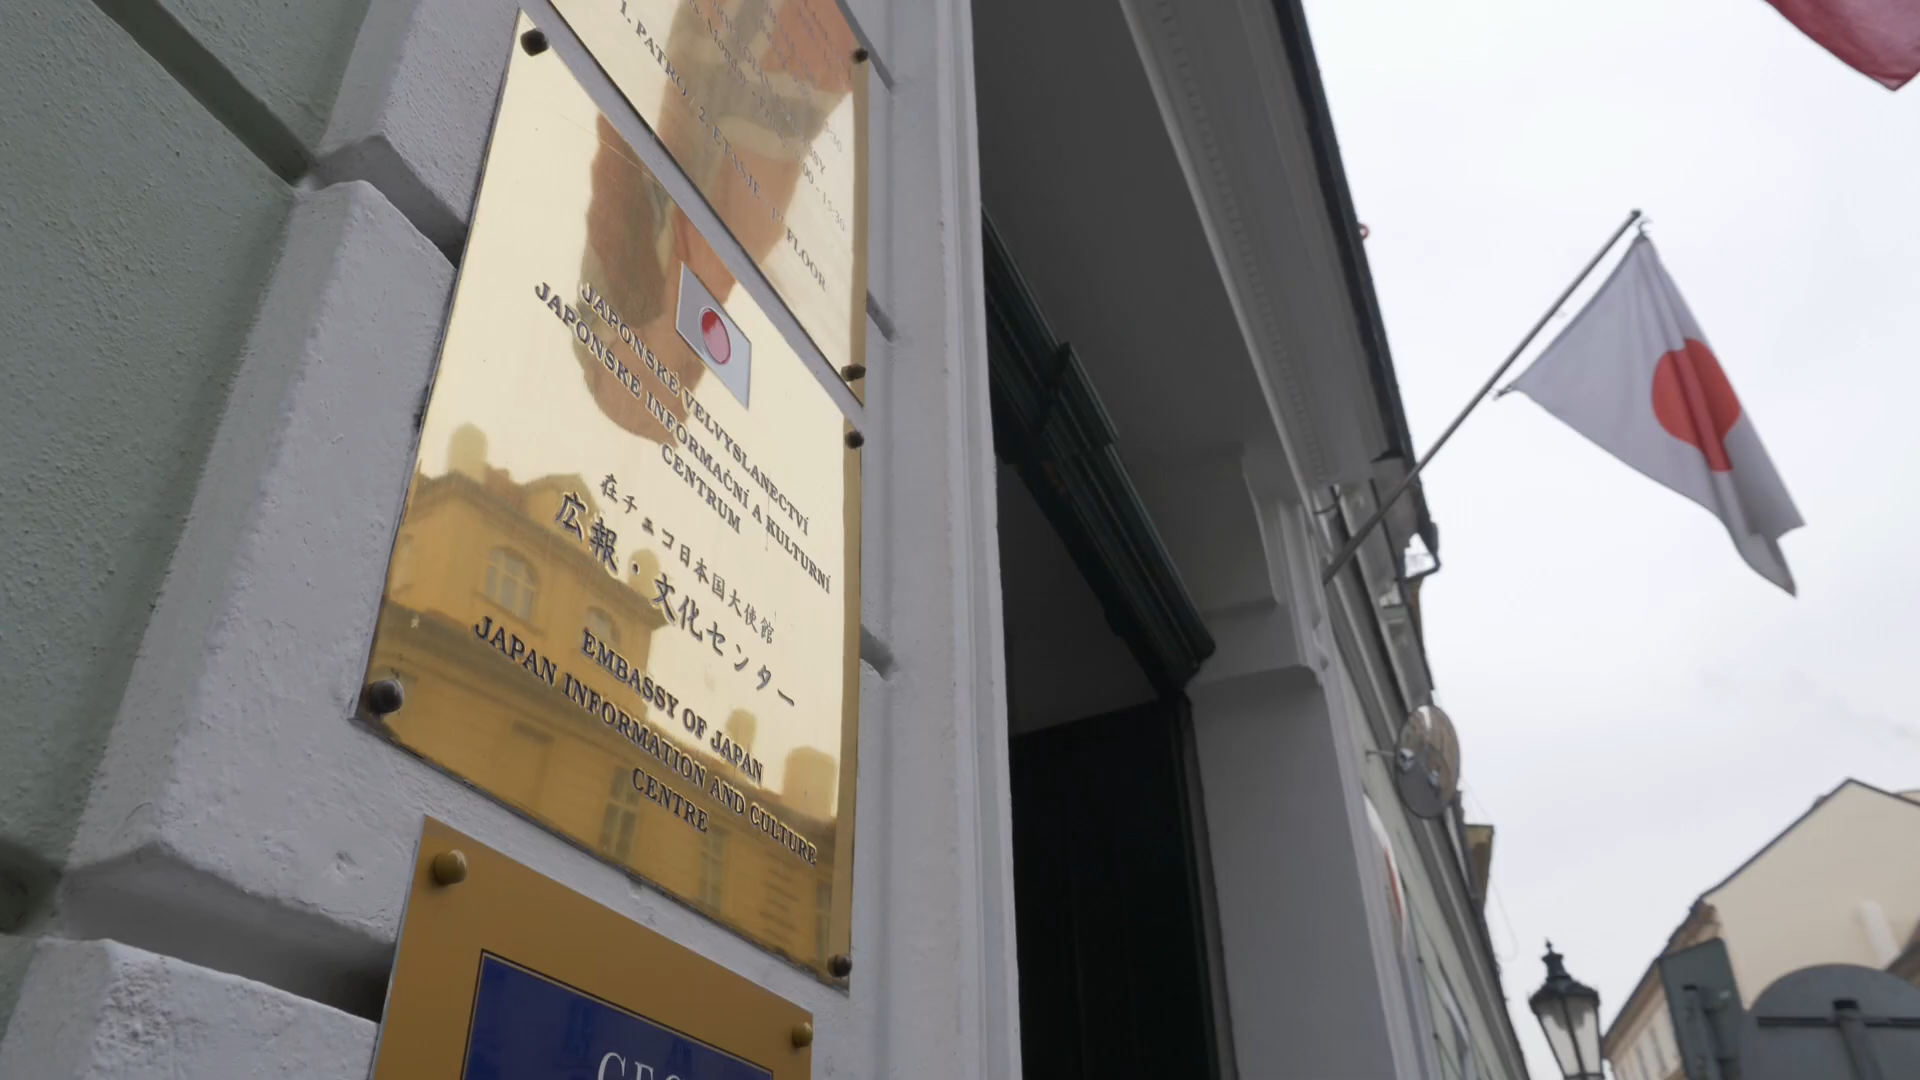 1. PATRO / 2. ETASJE - 1ST FLOOR
JAPONSKÉ VELVYSLANECTVÍ
JAPONSKÉ INFORMAČNÍ A KULTURNÍ
CENTRUM
在チェコ日本国大使館
広報・文化センター
EMBASSY OF JAPAN
JAPAN INFORMATION AND CULTURE
CENTRE